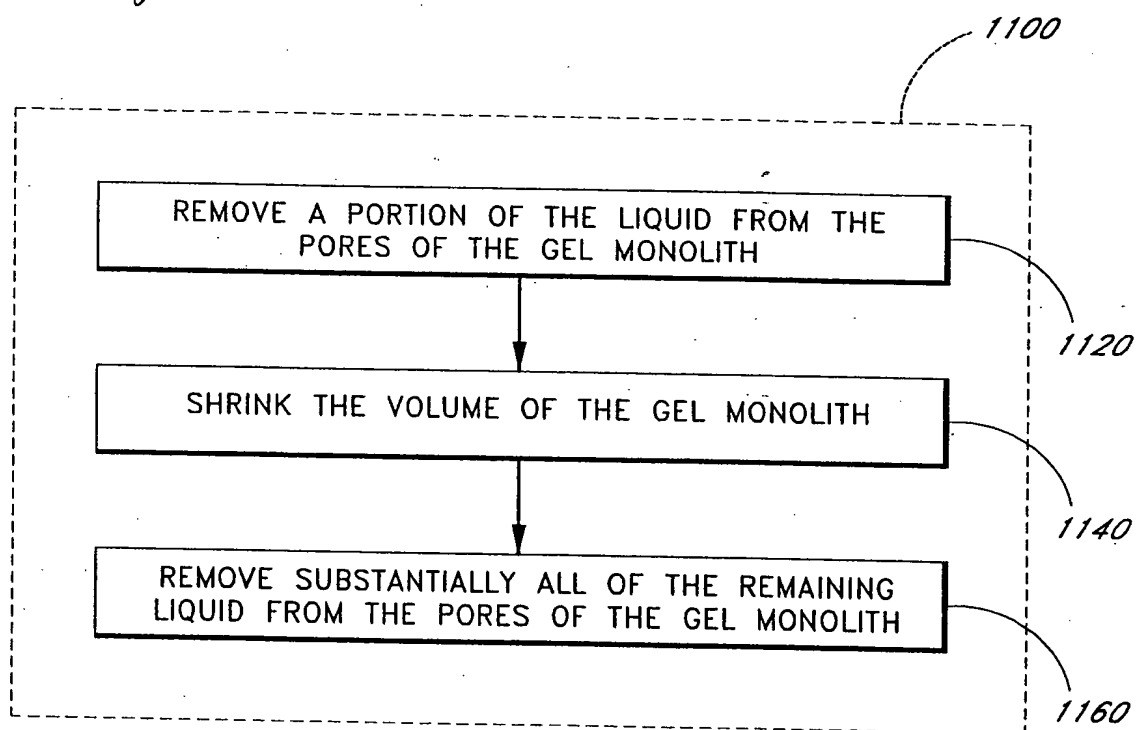 1100
REMOVE A PORTION OF THE LIQUID FROM THE
PORES OF THE GEL MONOLITH
1120
SHRINK THE VOLUME OF THE GEL MONOLITH
1140
REMOVE SUBSTANTIALLY ALL OF THE REMAINING
LIQUID FROM THE PORES OF THE GEL MONOLITH
1160